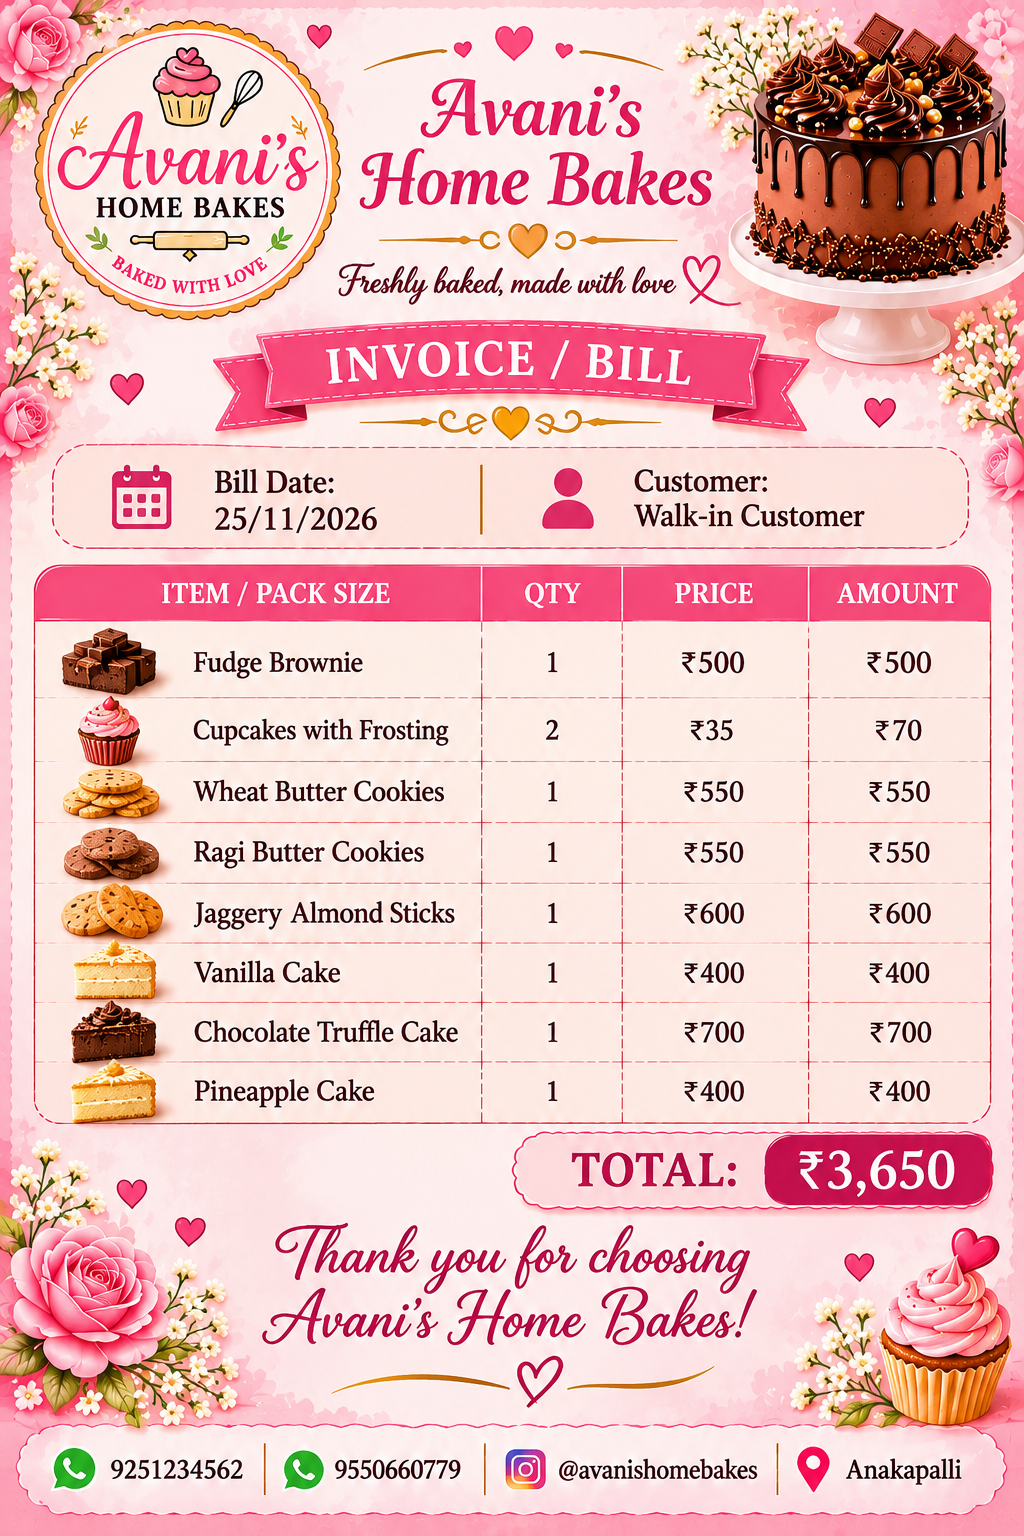 Avani's
HOME BAKES
BAKED WITH LOVE
Avani's
Home Bakes
Freshly baked, made with love
INVOICE / BILL
Bill Date:
25/11/2026
Customer:
Walk-in Customer
ITEM / PACK SIZE QTY PRICE AMOUNT
Fudge Brownie 1 ₹500 ₹500
Cupcakes with Frosting 2 ₹35 ₹70
Wheat Butter Cookies 1 ₹550 ₹550
Ragi Butter Cookies 1 ₹550 ₹550
Jaggery Almond Sticks 1 ₹600 ₹600
Vanilla Cake 1 ₹400 ₹400
Chocolate Truffle Cake 1 ₹700 ₹700
Pineapple Cake 1 ₹400 ₹400
TOTAL: ₹3,650
Thank you for choosing
Avani's Home Bakes!
9251234562 9550660779 @avanishomebakes Anakapalli